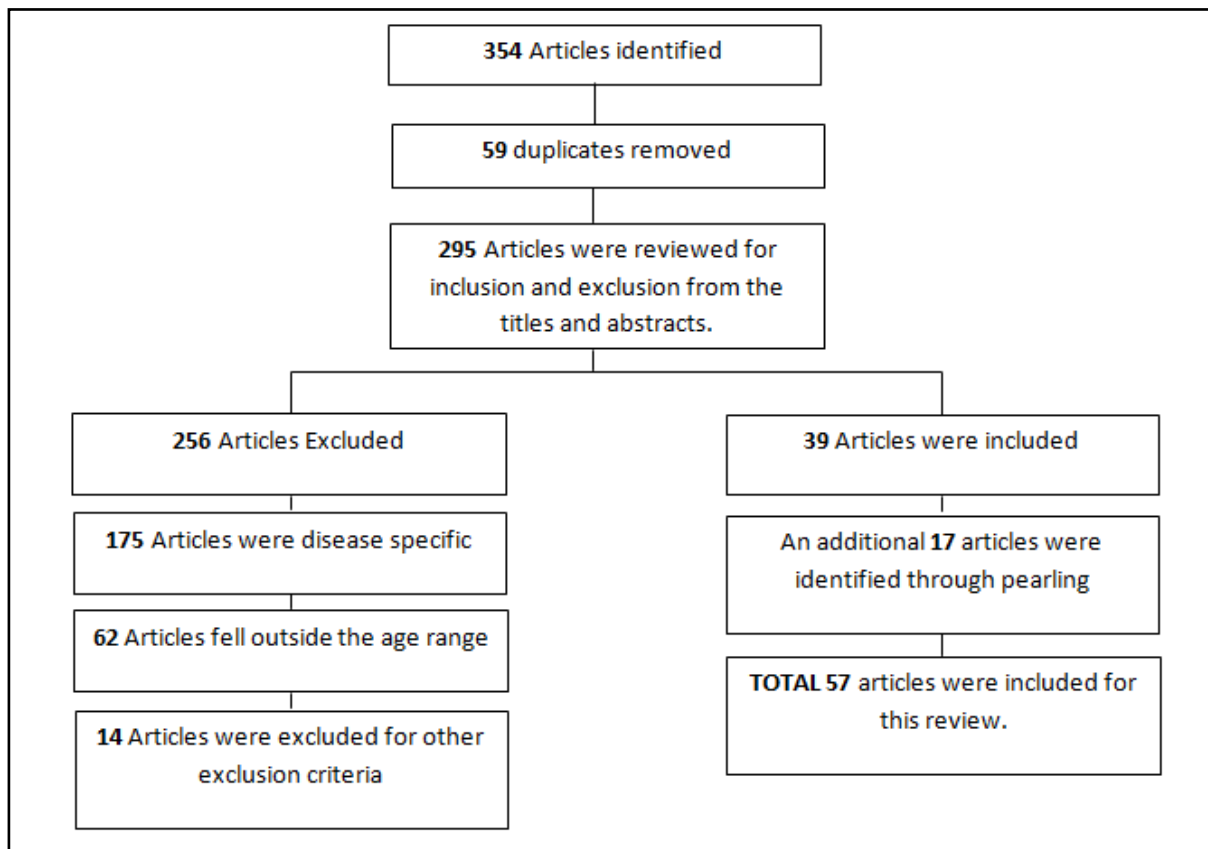 354 Articles identified
59 duplicates removed
295 Articles were reviewed for
inclusion and exclusion from the
titles and abstracts.
256 Articles Excluded
175 Articles were disease specific
62 Articles fell outside the age range
14 Articles were excluded for other
exclusion criteria
39 Articles were included
An additional 17 articles were
identified through pearling
TOTAL 57 articles were included for
this review.